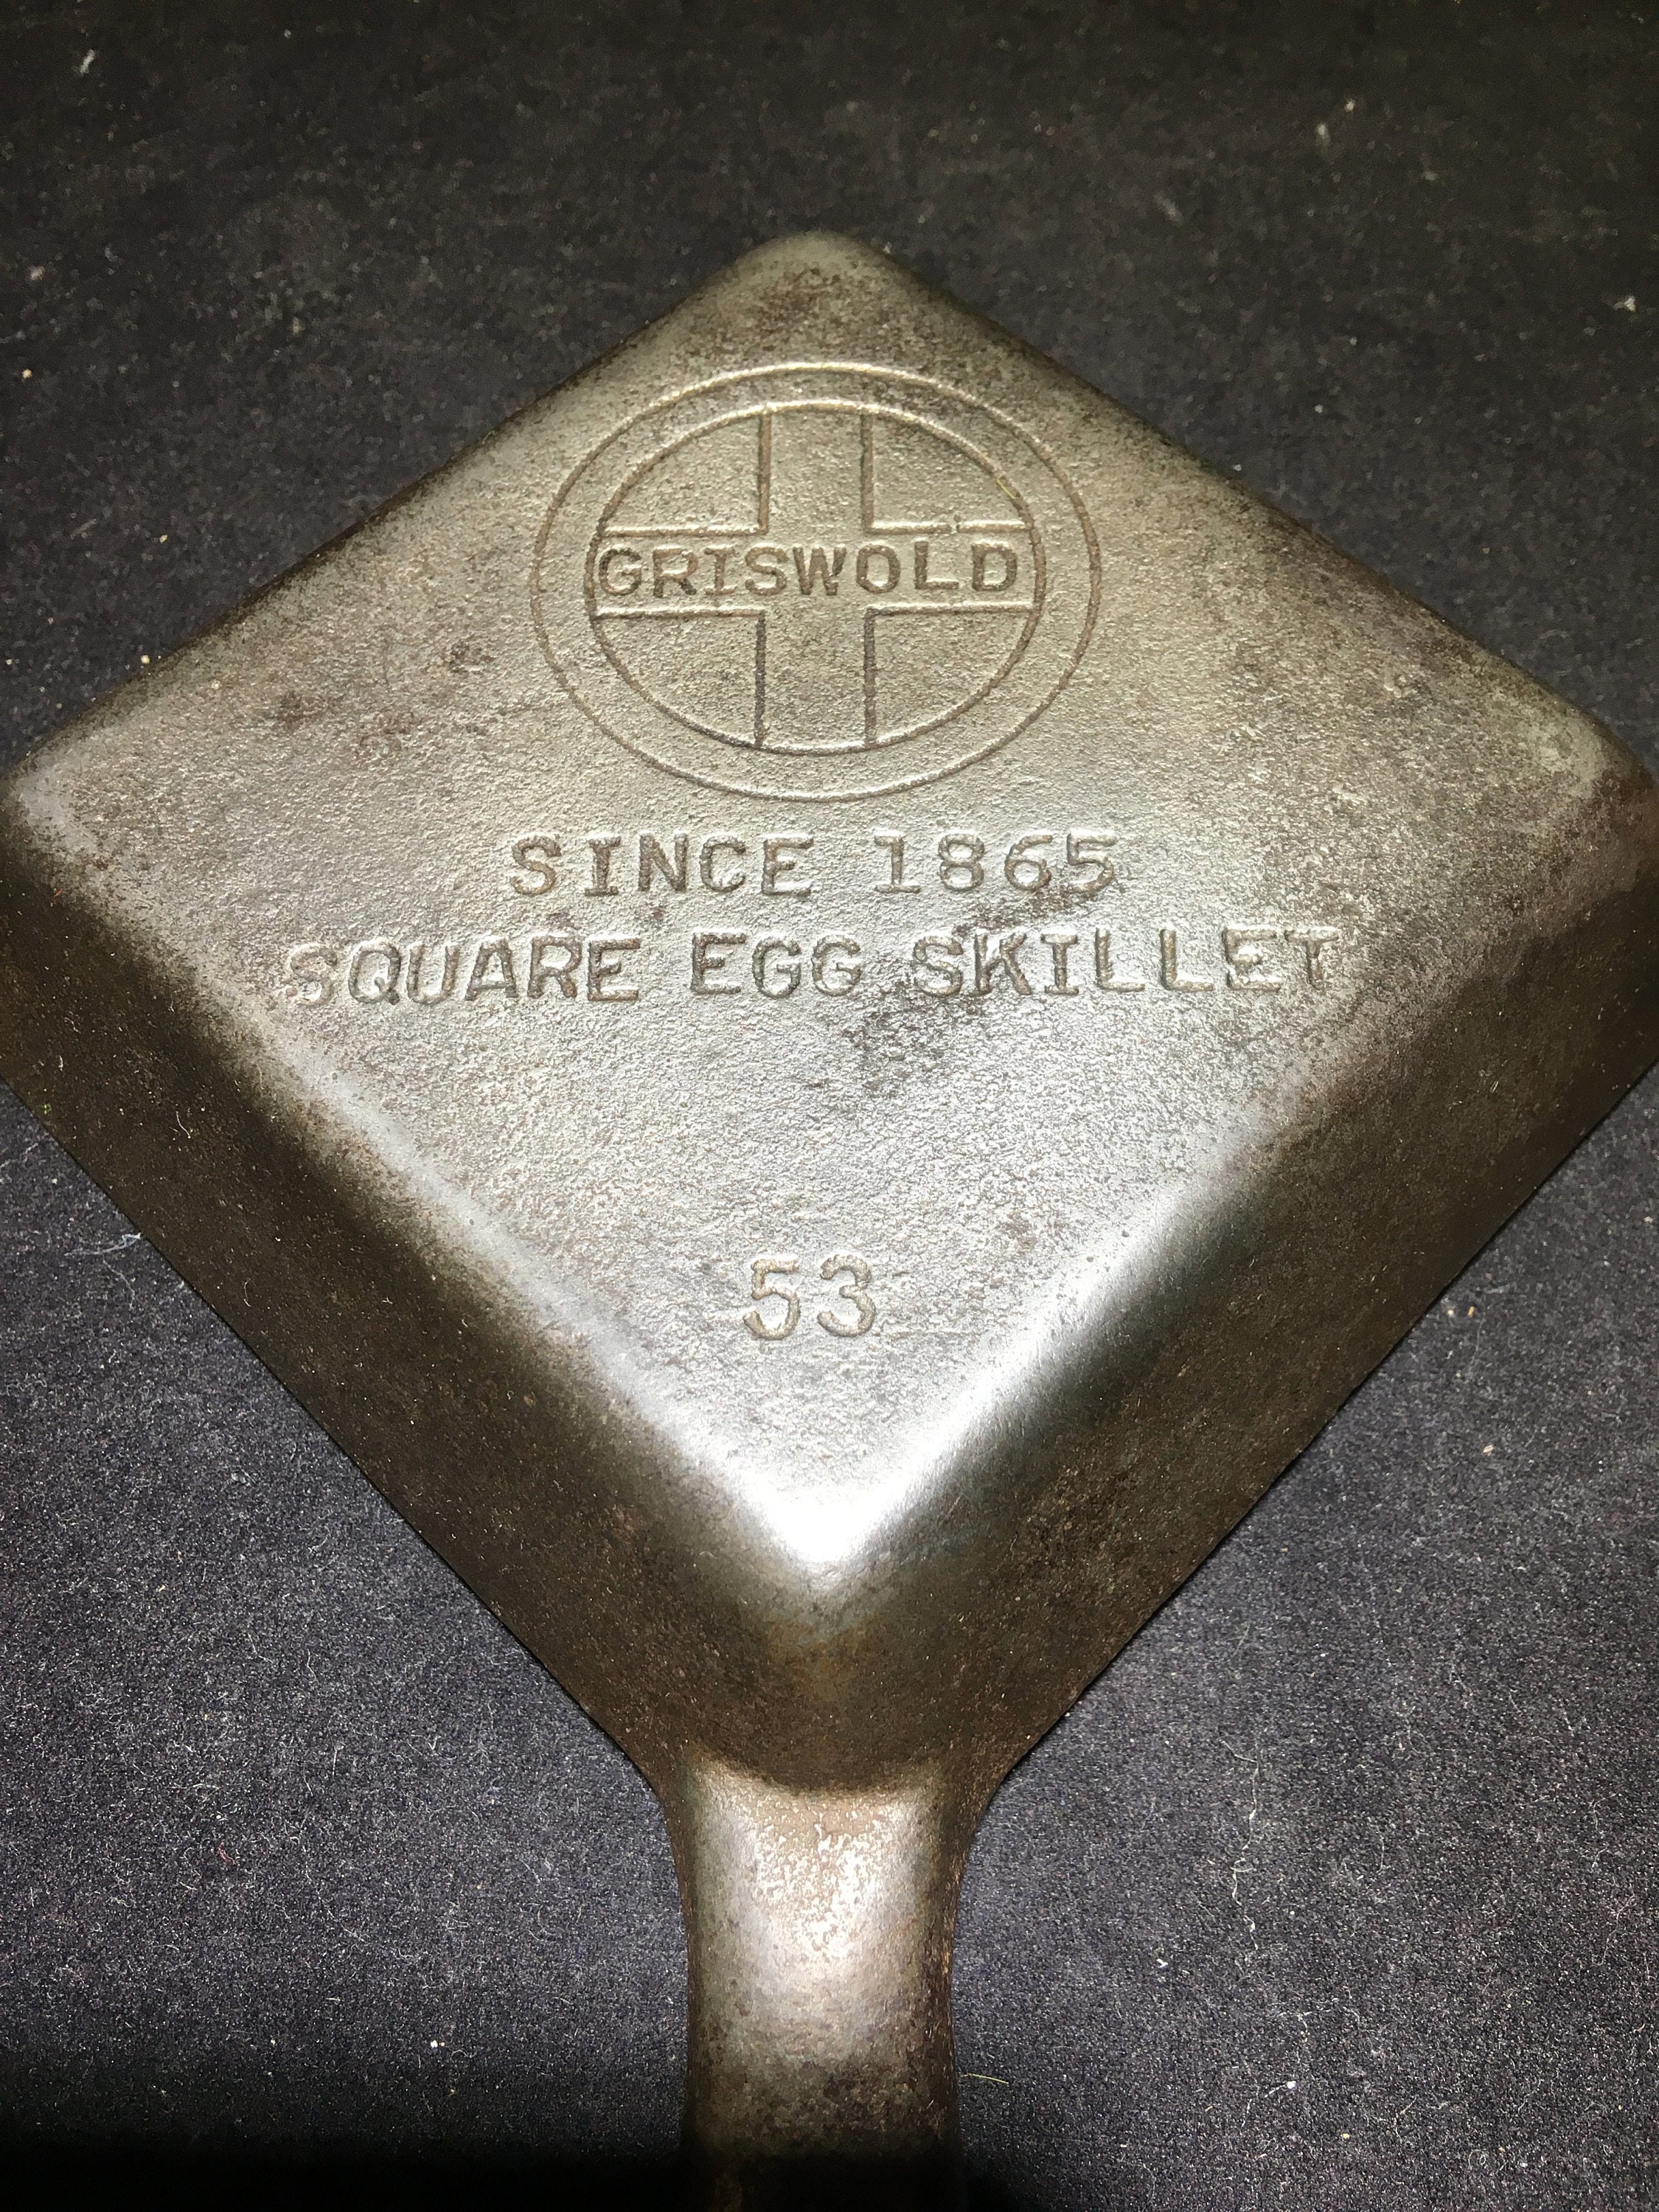 GRISWOLD
SINCE 1865
SQUARE EGG SKILLET
53